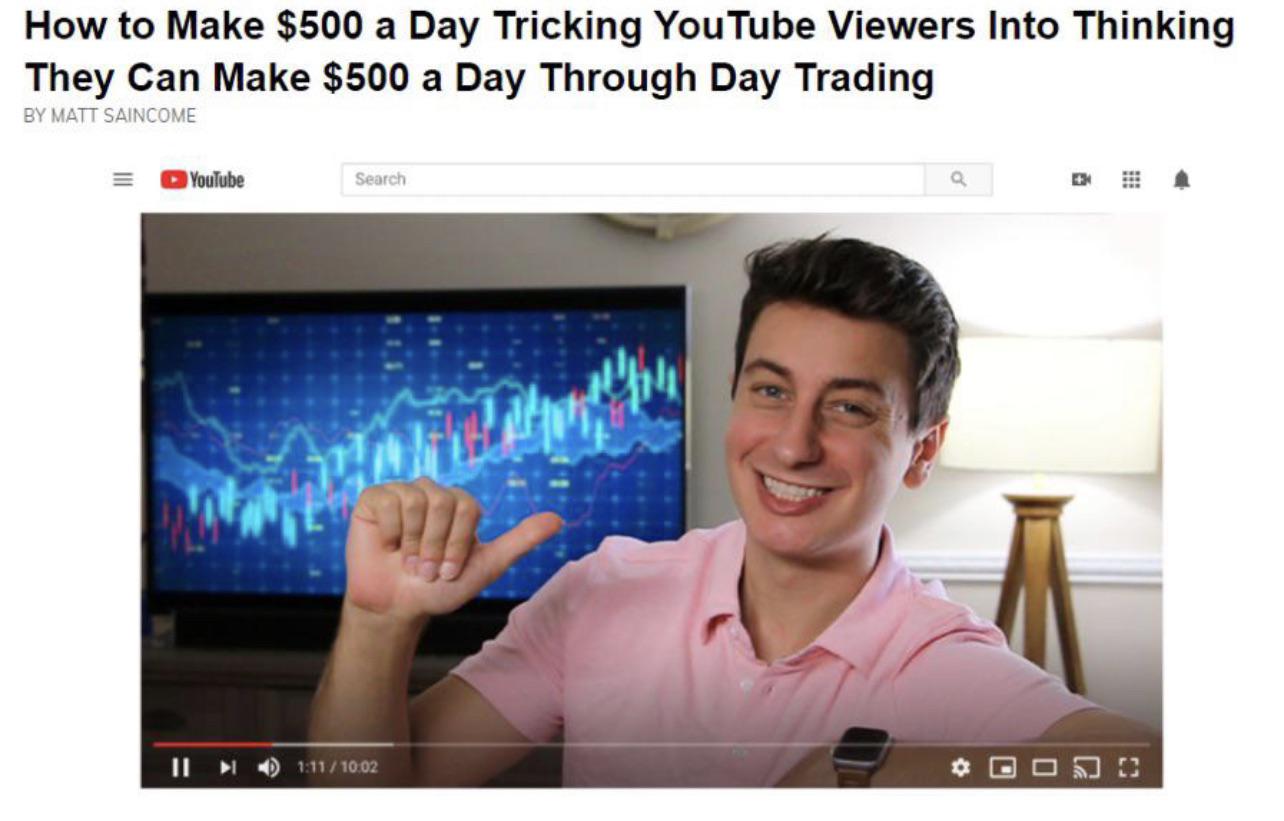 How to Make $500 a Day Tricking YouTube Viewers Into Thinking
They Can Make $500 a Day Through Day Trading
BY MATT SAINCOME
YouTube
Search
1:11 / 10:02